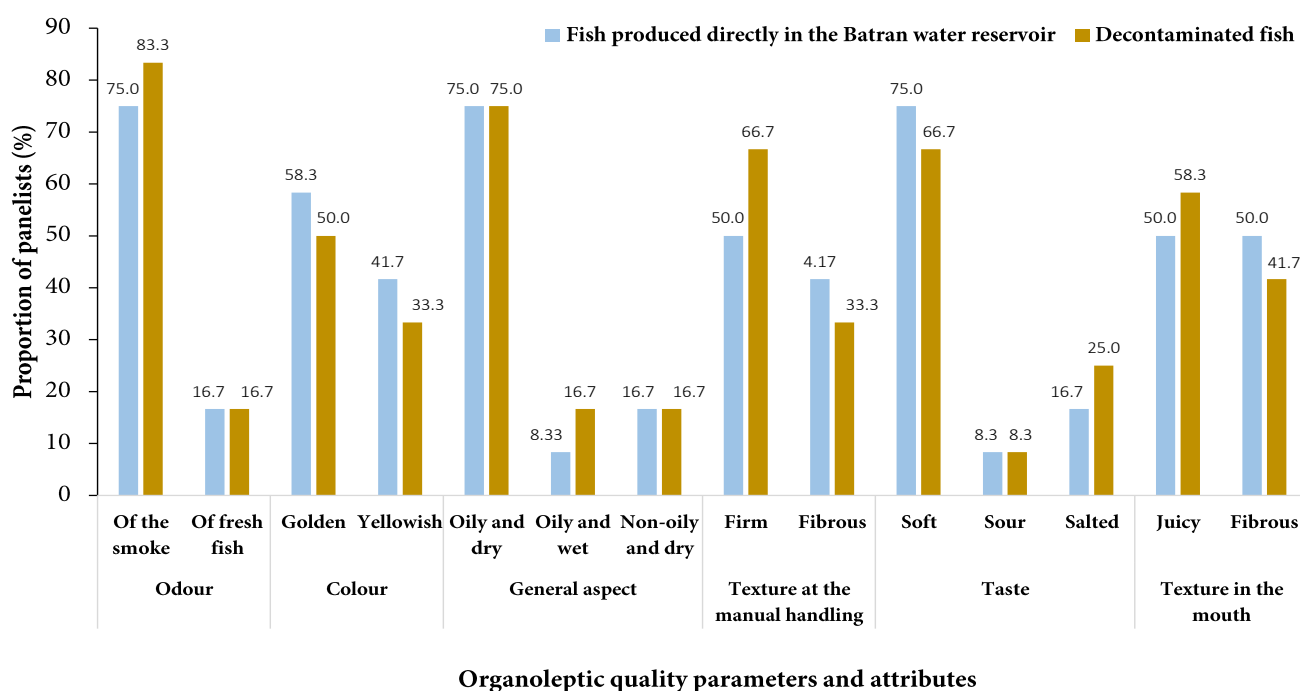 Fish produced directly in the Batran water reservoir
Decontaminated fish
Proportion of panelists (%)
90
80
70
60
50
40
30
20
10
0
75.0
83.3
16.7
16.7
58.3
50.0
41.7
33.3
75.0
75.0
8.33
16.7
16.7
16.7
50.0
66.7
4.17
33.3
75.0
66.7
8.3
8.3
16.7
25.0
50.0
58.3
50.0
41.7
Of the
smoke
Of fresh
fish
Golden
Yellowish
Oily and
dry
Oily and
wet
Non-oily
and dry
Firm
Fibrous
Soft
Sour
Salted
Juicy
Fibrous
Odour
Colour
General aspect
Texture at the
manual handling
Taste
Texture in the
mouth
Organoleptic quality parameters and attributes